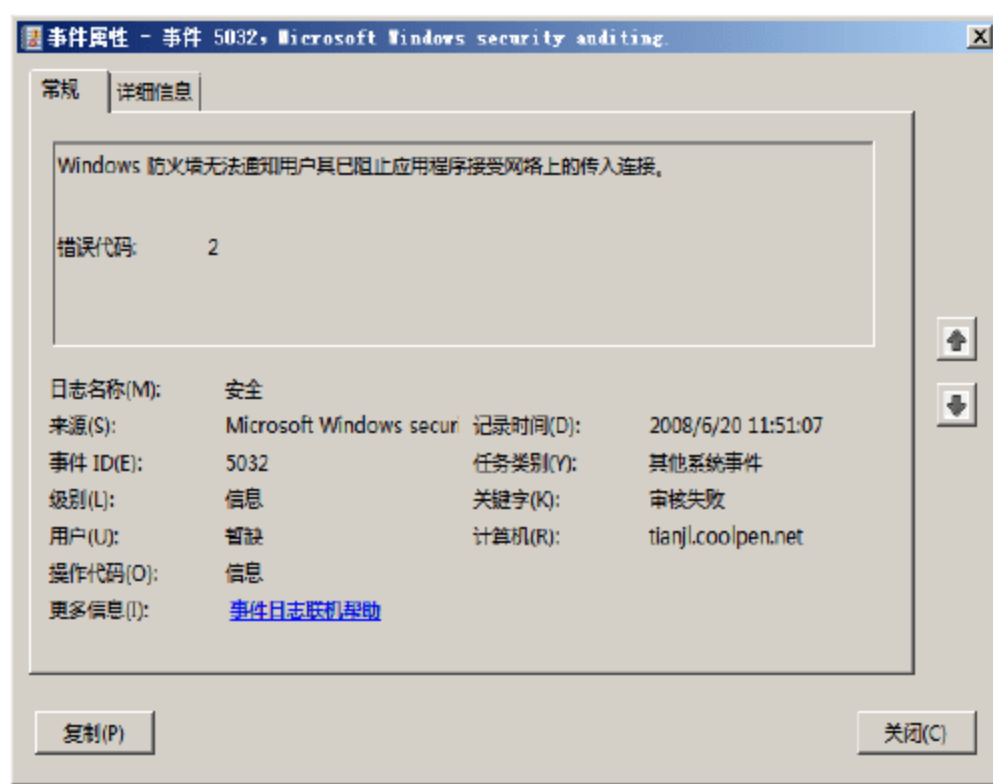 事件属性 - 事件 5032，Microsoft Windows security auditing.
常规 详细信息
Windows 防火墙无法通知用户其已阻止应用程序接受网络上的传入连接。
错误代码: 2
日志名称(M): 安全
来源(S): Microsoft Windows securi 记录时间(D): 2008/6/20 11:51:07
事件 ID(E): 5032 任务类别(Y): 其他系统事件
级别(L): 信息 关键字(K): 审核失败
用户(U): 暂缺 计算机(R): tianjl.coolpen.net
操作代码(O): 信息
更多信息(I): 事件日志联机帮助
复制(P) 关闭(C)